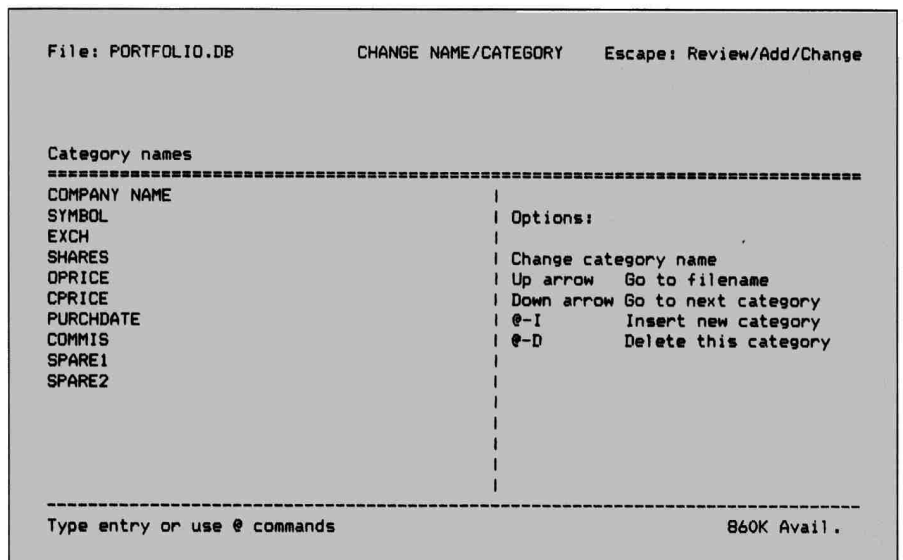 File: PORTFOLIO.DB CHANGE NAME/CATEGORY Escape: Review/Add/Change
Category names
================================================================================
COMPANY NAME |
SYMBOL | Options:
EXCH |
SHARES | Change category name
OPRICE | Up arrow Go to filename
CPRICE | Down arrow Go to next category
PURCHDATE | @-I Insert new category
COMMIS | @-D Delete this category
SPARE1 |
SPARE2 |
--------------------------------------------------------------------------------
Type entry or use @ commands 860K Avail.